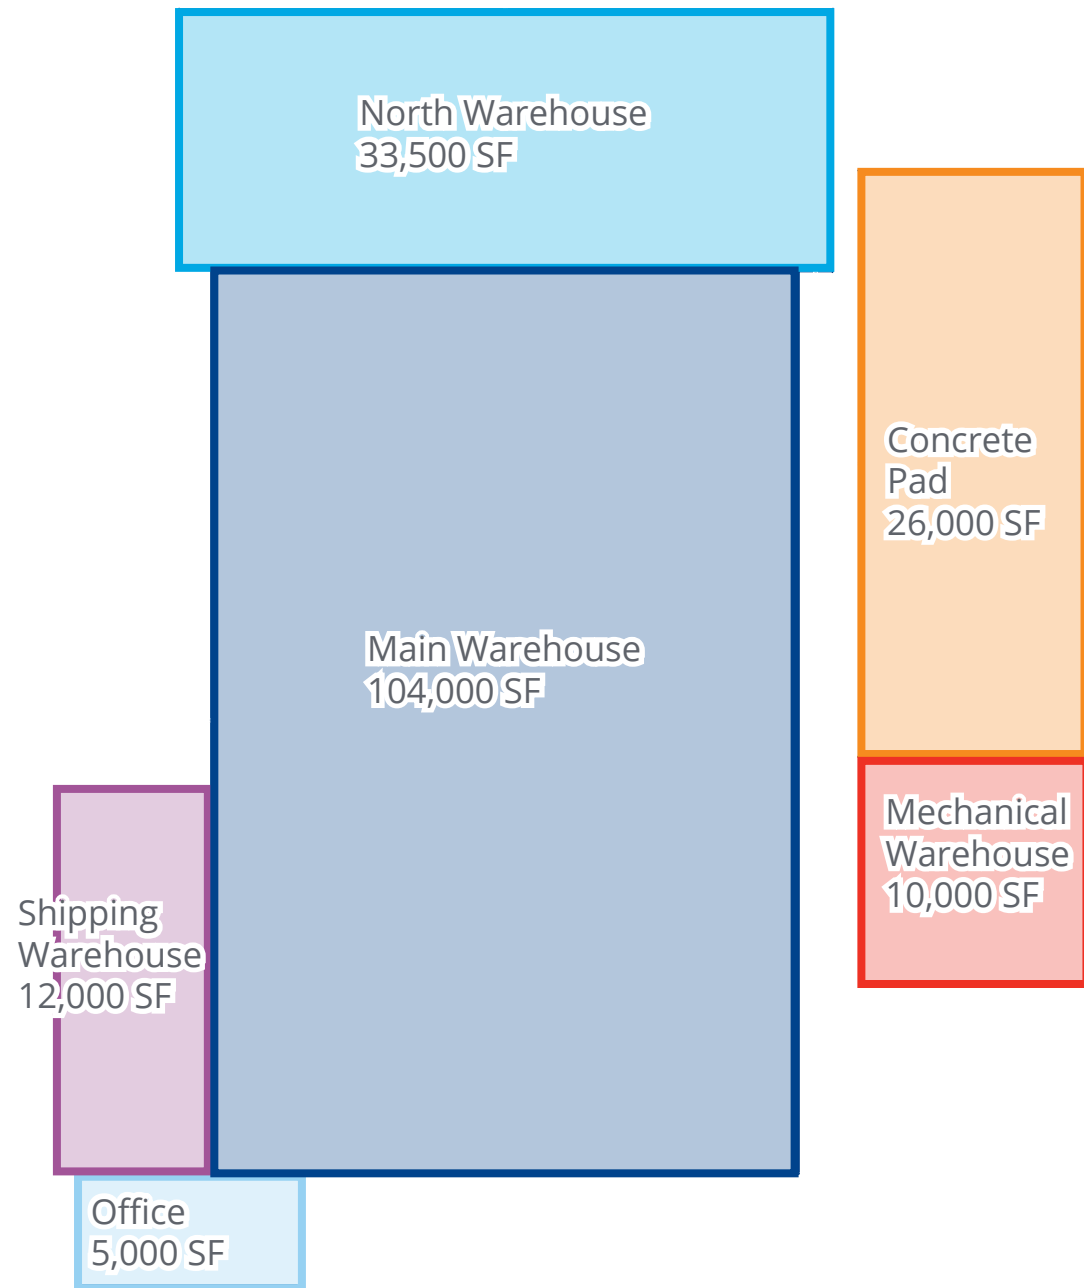 North Warehouse
33,500 SF
Concrete
Pad
26,000 SF
Main Warehouse
104,000 SF
Mechanical
Warehouse
10,000 SF
Shipping
Warehouse
12,000 SF
Office
5,000 SF